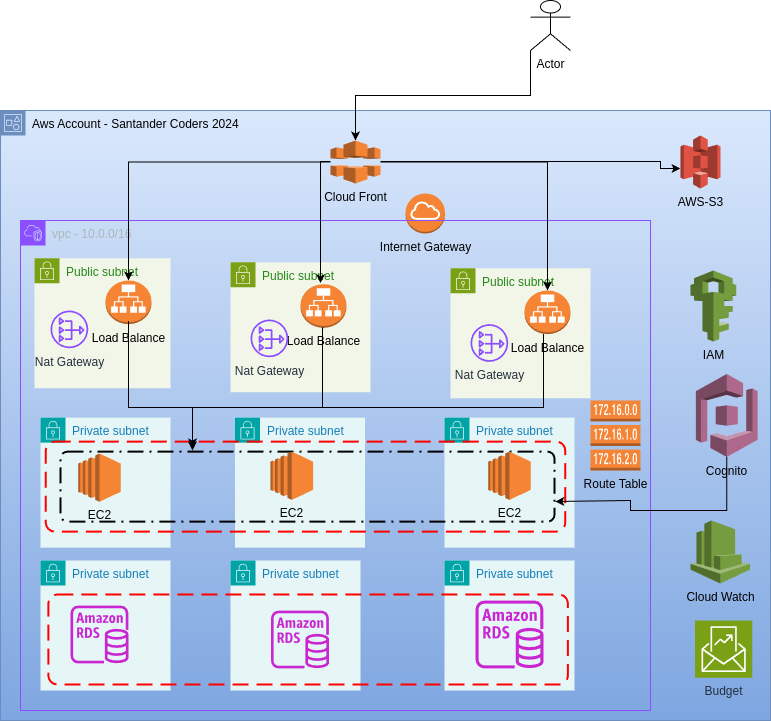 Actor
Aws Account - Santander Coders 2024
Cloud Front
AWS-S3
Internet Gateway
vpc - 10.0.0/16
Public subnet
Public subnet
Public subnet
Load Balance
Load Balance
Load Balance
Nat Gateway
Nat Gateway
Nat Gateway
IAM
172.16.0.0
172.16.1.0
172.16.2.0
Route Table
Private subnet
Private subnet
Private subnet
EC2
EC2
EC2
Cognito
Private subnet
Private subnet
Private subnet
Amazon
RDS
Amazon
RDS
Amazon
RDS
Cloud Watch
Budget